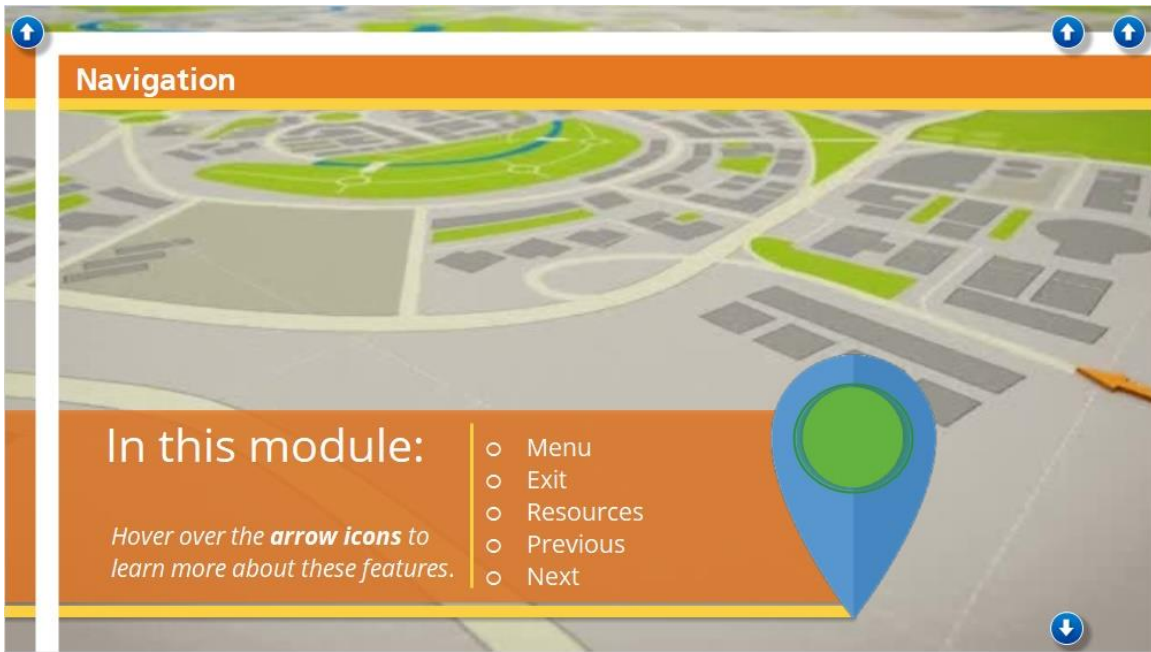 Navigation
In this module:
Hover over the arrow icons to
learn more about these features.
Menu
Exit
Resources
Previous
Next